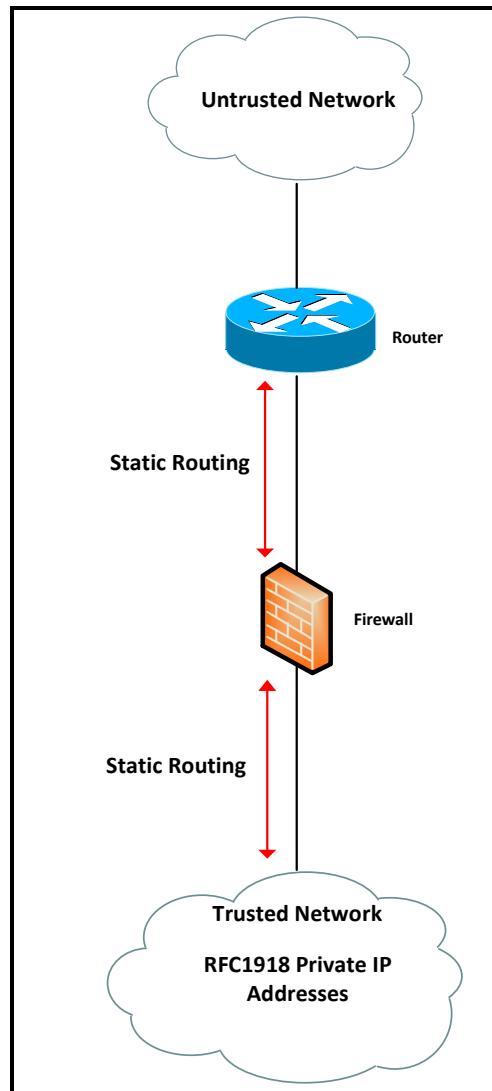 Untrusted Network
Router
Static Routing
Firewall
Static Routing
Trusted Network
RFC1918 Private IP
Addresses